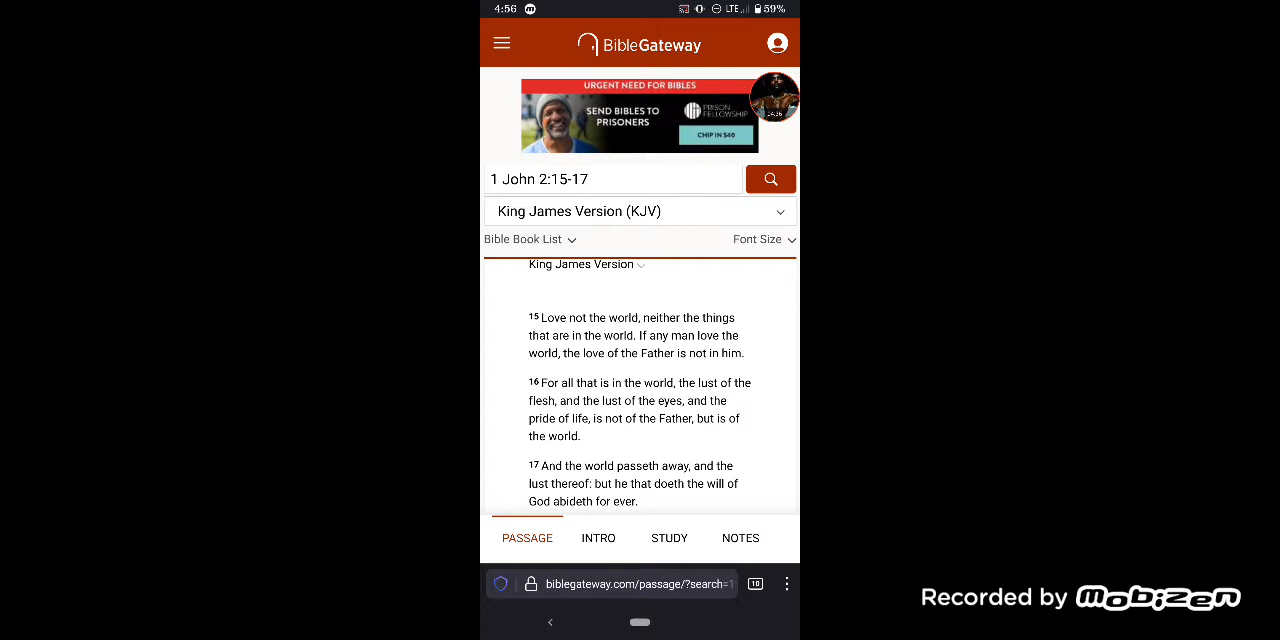 4:56 m LTE 59%
BibleGateway
URGENT NEED FOR BIBLES
SEND BIBLES TO
PRISONERS
PRISON
FELLOWSHIP
CHIP IN $40
04:36
1 John 2:15-17
King James Version (KJV)
Bible Book List Font Size
King James Version
15 Love not the world, neither the things
that are in the world. If any man love the
world, the love of the Father is not in him.
16 For all that is in the world, the lust of the
flesh, and the lust of the eyes, and the
pride of life, is not of the Father, but is of
the world.
17 And the world passeth away, and the
lust thereof: but he that doeth the will of
God abideth for ever.
PASSAGE INTRO STUDY NOTES
biblegateway.com/passage/?search=1 10
Recorded by mobizen